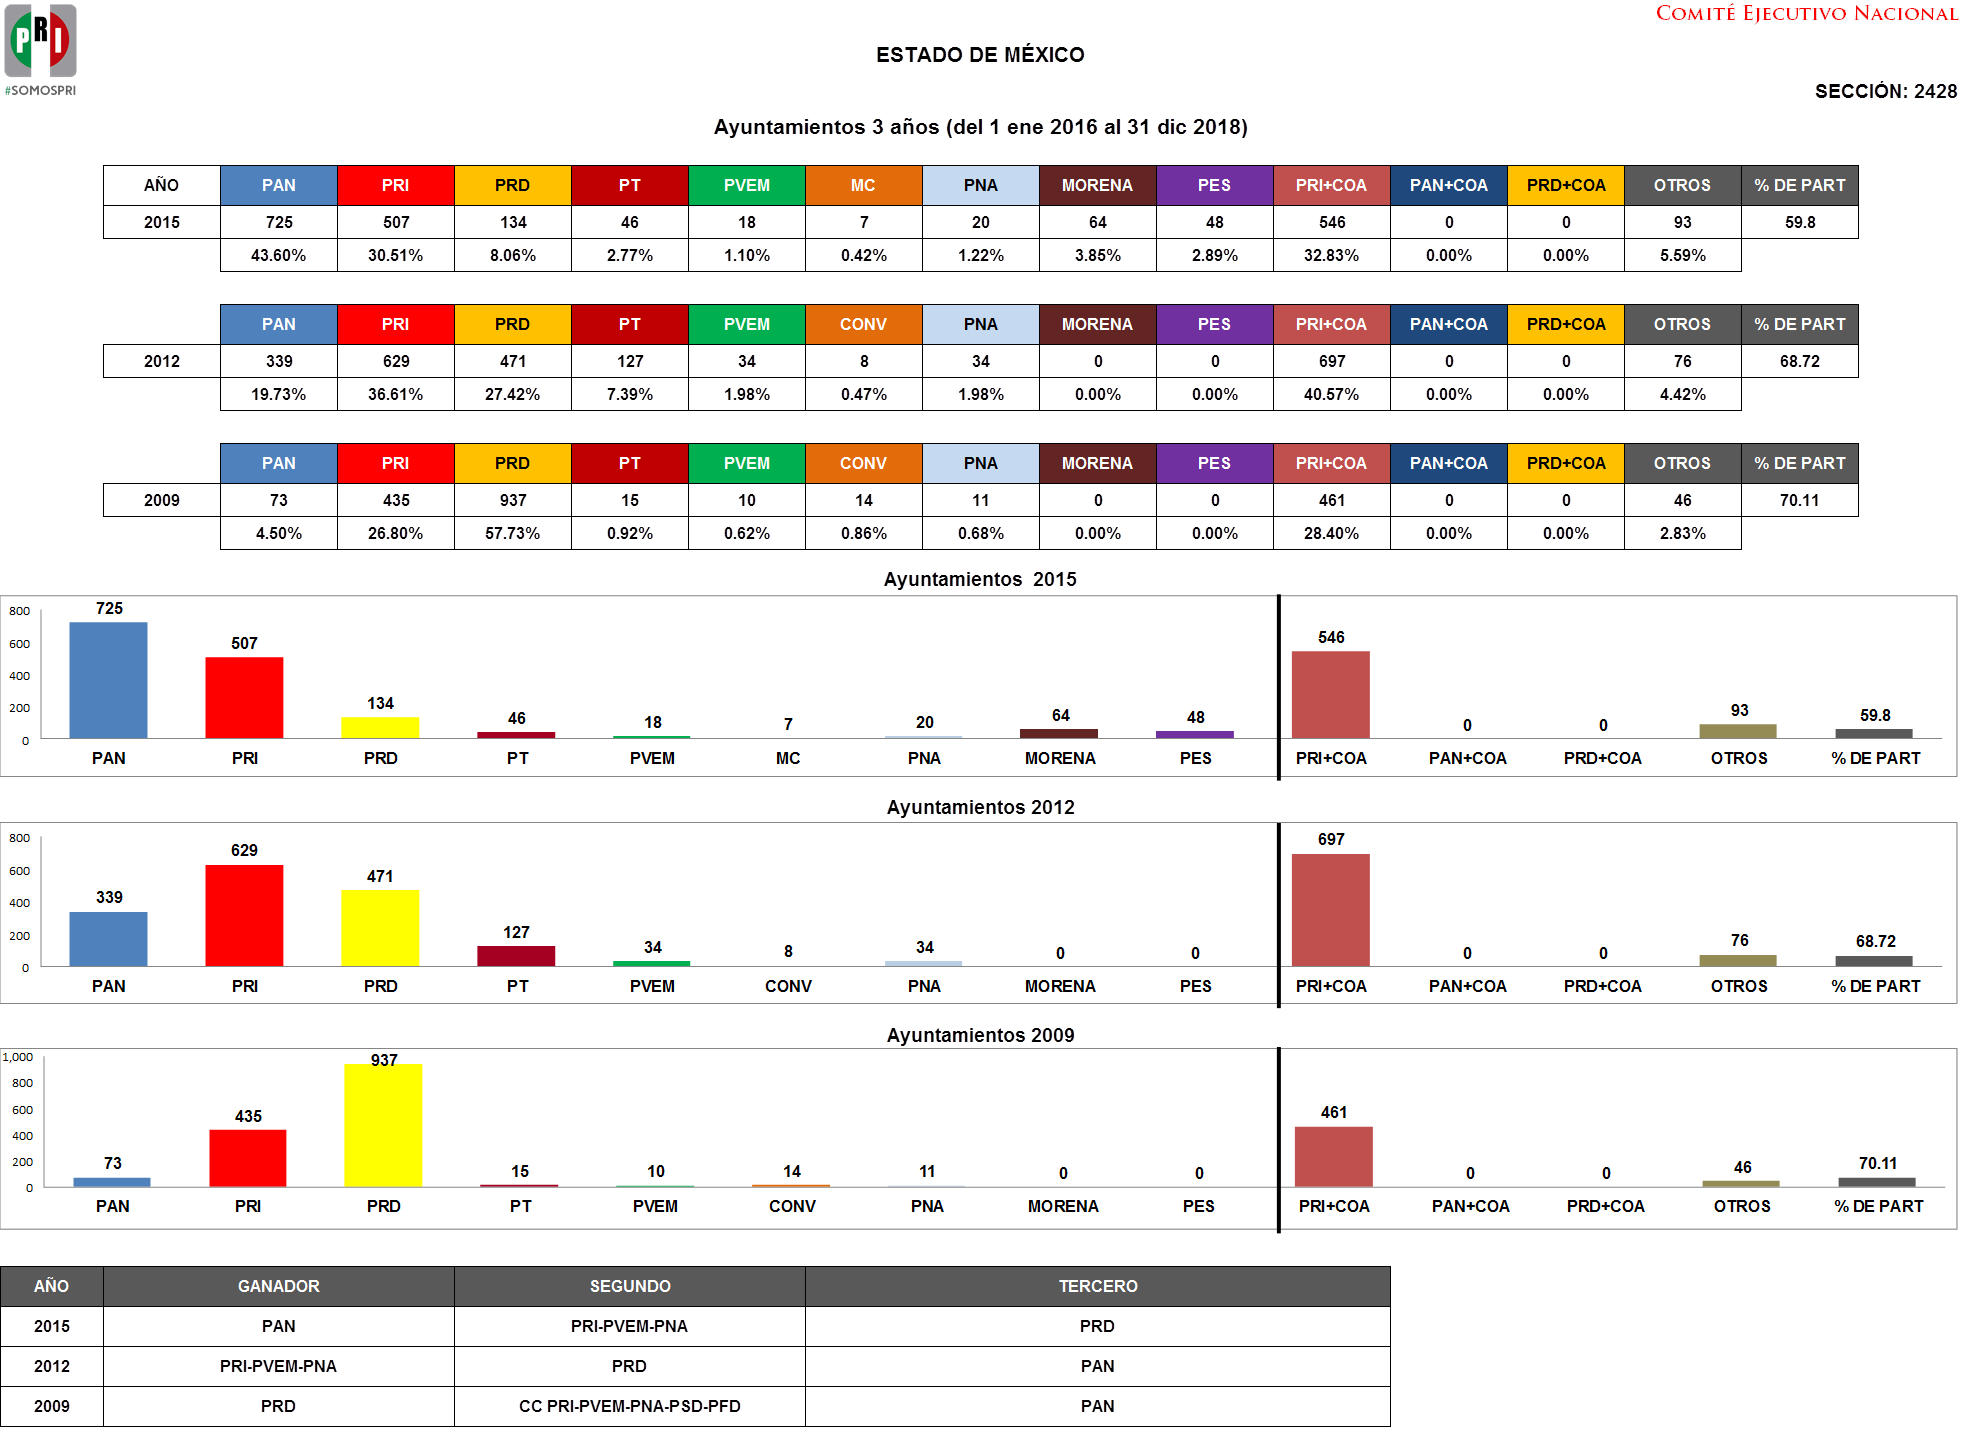 PRI
#SOMOSPRI
COMITÉ EJECUTIVO NACIONAL
ESTADO DE MÉXICO
SECCIÓN: 2428
Ayuntamientos 3 años (del 1 ene 2016 al 31 dic 2018)
AÑO PAN PRI PRD PT PVEM MC PNA MORENA PES PRI+COA PAN+COA PRD+COA OTROS % DE PART
2015 725 507 134 46 18 7 20 64 48 546 0 0 93 59.8
43.60% 30.51% 8.06% 2.77% 1.10% 0.42% 1.22% 3.85% 2.89% 32.83% 0.00% 0.00% 5.59%
PAN PRI PRD PT PVEM CONV PNA MORENA PES PRI+COA PAN+COA PRD+COA OTROS % DE PART
2012 339 629 471 127 34 8 34 0 0 697 0 0 76 68.72
19.73% 36.61% 27.42% 7.39% 1.98% 0.47% 1.98% 0.00% 0.00% 40.57% 0.00% 0.00% 4.42%
PAN PRI PRD PT PVEM CONV PNA MORENA PES PRI+COA PAN+COA PRD+COA OTROS % DE PART
2009 73 435 937 15 10 14 11 0 0 461 0 0 46 70.11
4.50% 26.80% 57.73% 0.92% 0.62% 0.86% 0.68% 0.00% 0.00% 28.40% 0.00% 0.00% 2.83%
Ayuntamientos 2015
800
600
400
200
0
725 507 134 46 18 7 20 64 48 546 0 0 93 59.8
PAN PRI PRD PT PVEM MC PNA MORENA PES PRI+COA PAN+COA PRD+COA OTROS % DE PART
Ayuntamientos 2012
800
600
400
200
0
339 629 471 127 34 8 34 0 0 697 0 0 76 68.72
PAN PRI PRD PT PVEM CONV PNA MORENA PES PRI+COA PAN+COA PRD+COA OTROS % DE PART
Ayuntamientos 2009
1,000
800
600
400
200
0
73 435 937 15 10 14 11 0 0 461 0 0 46 70.11
PAN PRI PRD PT PVEM CONV PNA MORENA PES PRI+COA PAN+COA PRD+COA OTROS % DE PART
AÑO GANADOR SEGUNDO TERCERO
2015 PAN PRI-PVEM-PNA PRD
2012 PRI-PVEM-PNA PRD PAN
2009 PRD CC PRI-PVEM-PNA-PSD-PFD PAN